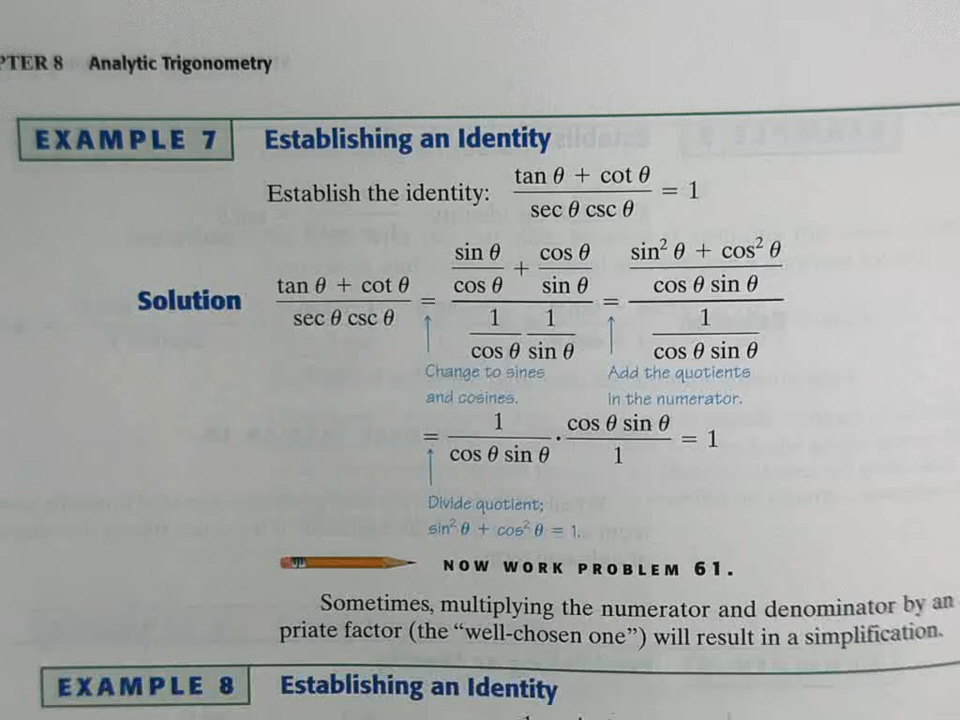 PTER 8 Analytic Trigonometry
EXAMPLE 7 Establishing an Identity
Establish the identity: (tan θ + cot θ)/(sec θ csc θ) = 1
Solution (tan θ + cot θ)/(sec θ csc θ) = (sin θ/cos θ + cos θ/sin θ)/(1/cos θ 1/sin θ) = ((sin² θ + cos² θ)/(cos θ sin θ))/(1/(cos θ sin θ))
Change to sines Add the quotients
and cosines. in the numerator.
= 1/(cos θ sin θ) · (cos θ sin θ)/1 = 1
Divide quotient;
sin² θ + cos² θ = 1.
NOW WORK PROBLEM 61.
Sometimes, multiplying the numerator and denominator by an
priate factor (the “well-chosen one”) will result in a simplification.
EXAMPLE 8 Establishing an Identity